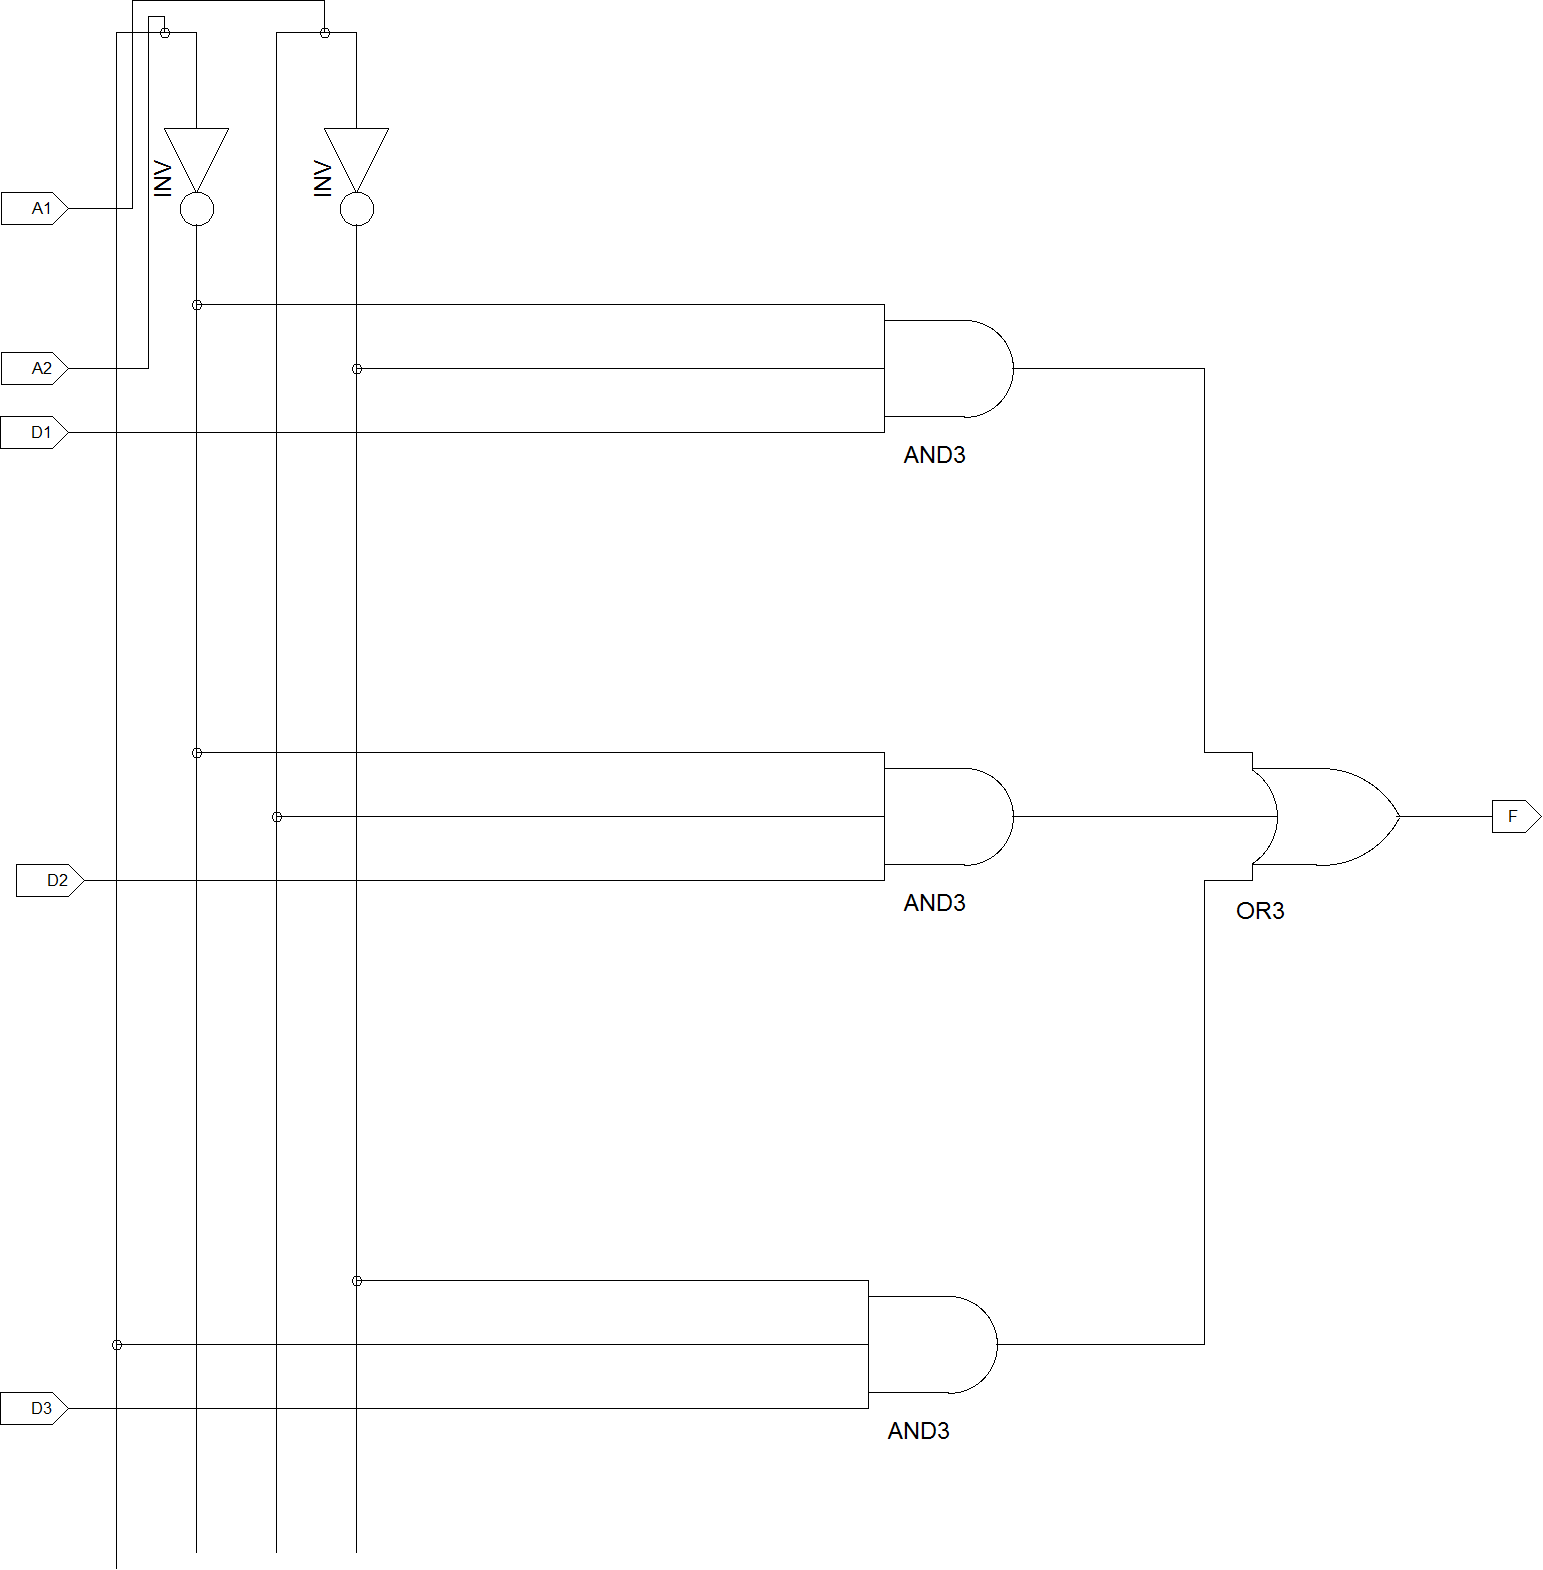 INV
INV
A1
A2
D1
AND3
D2
AND3
F
OR3
D3
AND3